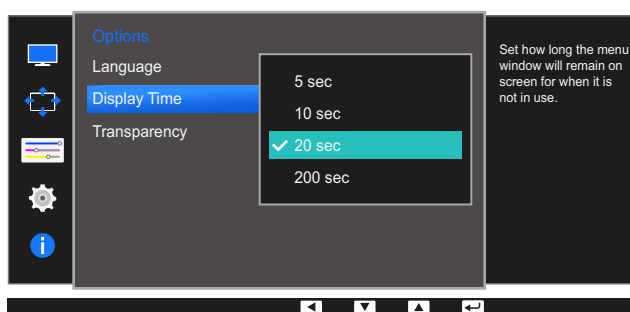 Options
Language
Display Time
Transparency
5 sec
10 sec
20 sec
200 sec
Set how long the menu
window will remain on
screen for when it is
not in use.